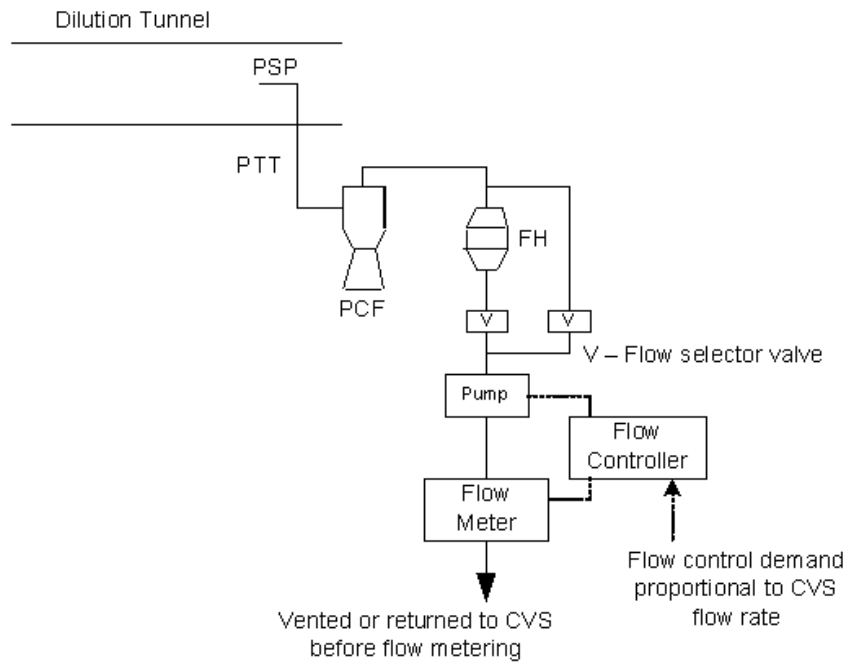 Dilution Tunnel
PSP
PTT
FH
PCF
V
V
V – Flow selector valve
Pump
Flow
Controller
Flow
Meter
Flow control demand
proportional to CVS
flow rate
Vented or returned to CVS
before flow metering